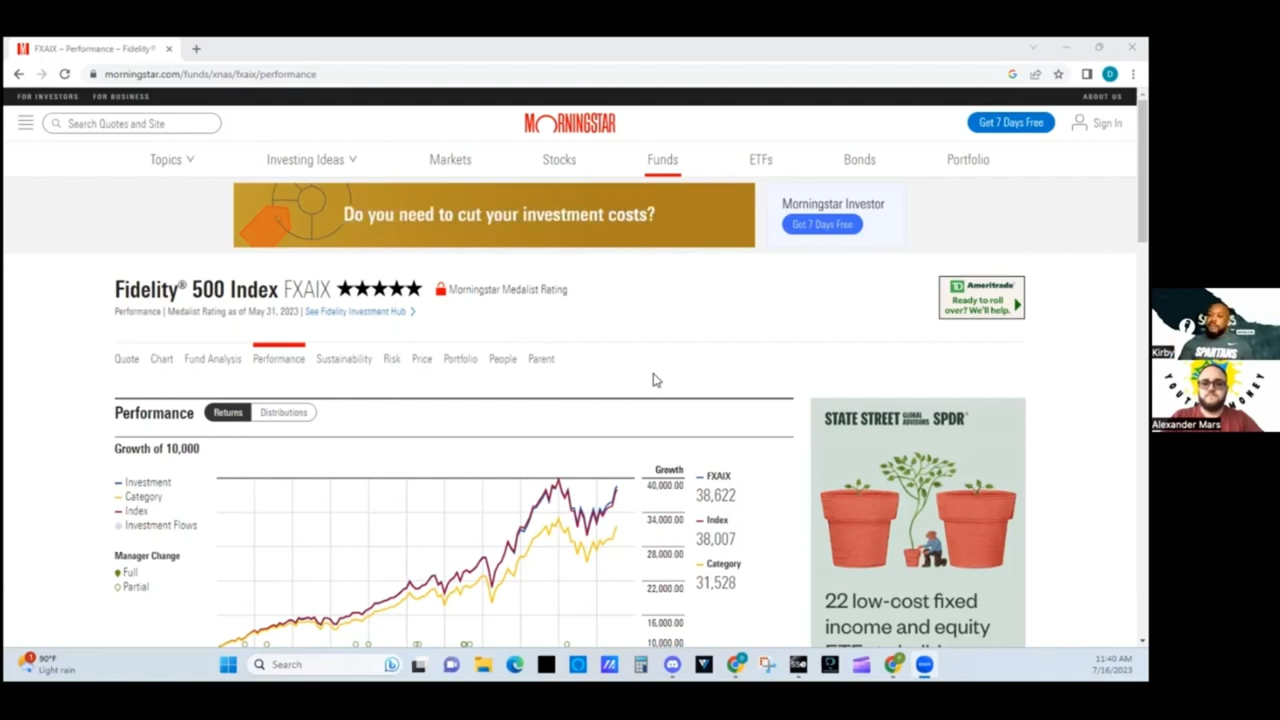 FXAIX – Performance – Fidelity®
morningstar.com/funds/xnas/fxaix/performance
FOR INVESTORS FOR BUSINESS ABOUT US
Search Quotes and Site
MORNINGSTAR
Get 7 Days Free
Sign In
Topics Investing Ideas Markets Stocks Funds ETFs Bonds Portfolio
Do you need to cut your investment costs?
Morningstar Investor
Get 7 Days Free
Fidelity® 500 Index FXAIX ★★★★★ Morningstar Medalist Rating
Performance | Medalist Rating as of May 31, 2023 | See Fidelity Investment Hub
TD Ameritrade
Ready to roll
over? We'll help.
Quote Chart Fund Analysis Performance Sustainability Risk Price Portfolio People Parent
Performance Returns Distributions
Growth of 10,000
Investment
Category
Index
Investment Flows
Manager Change
Full
Partial
Growth
40,000.00
34,000.00
28,000.00
22,000.00
16,000.00
10,000.00
FXAIX
38,622
Index
38,007
Category
31,528
STATE STREET GLOBAL ADVISORS SPDR®
22 low-cost fixed
income and equity
Kirby
SPARTANS
Alexander Mars
1
90°F
Light rain
Search
11:40 AM
7/16/2023